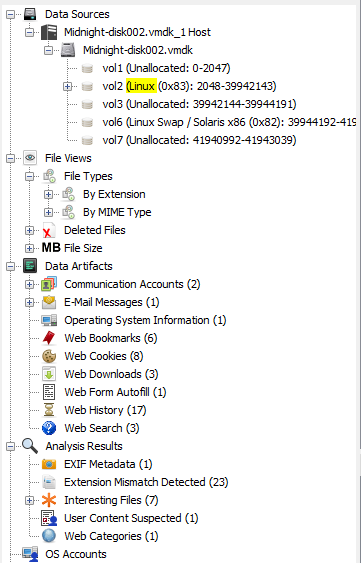 Data Sources
Midnight-disk002.vmdk_1 Host
Midnight-disk002.vmdk
vol1 (Unallocated: 0-2047)
vol2 (Linux (0x83): 2048-39942143)
vol3 (Unallocated: 39942144-39944191)
vol6 (Linux Swap / Solaris x86 (0x82): 39944192-419
vol7 (Unallocated: 41940992-41943039)
File Views
File Types
By Extension
By MIME Type
Deleted Files
MB File Size
Data Artifacts
Communication Accounts (2)
E-Mail Messages (1)
Operating System Information (1)
Web Bookmarks (6)
Web Cookies (8)
Web Downloads (3)
Web Form Autofill (1)
Web History (17)
Web Search (3)
Analysis Results
EXIF Metadata (1)
Extension Mismatch Detected (23)
Interesting Files (7)
User Content Suspected (1)
Web Categories (1)
OS Accounts